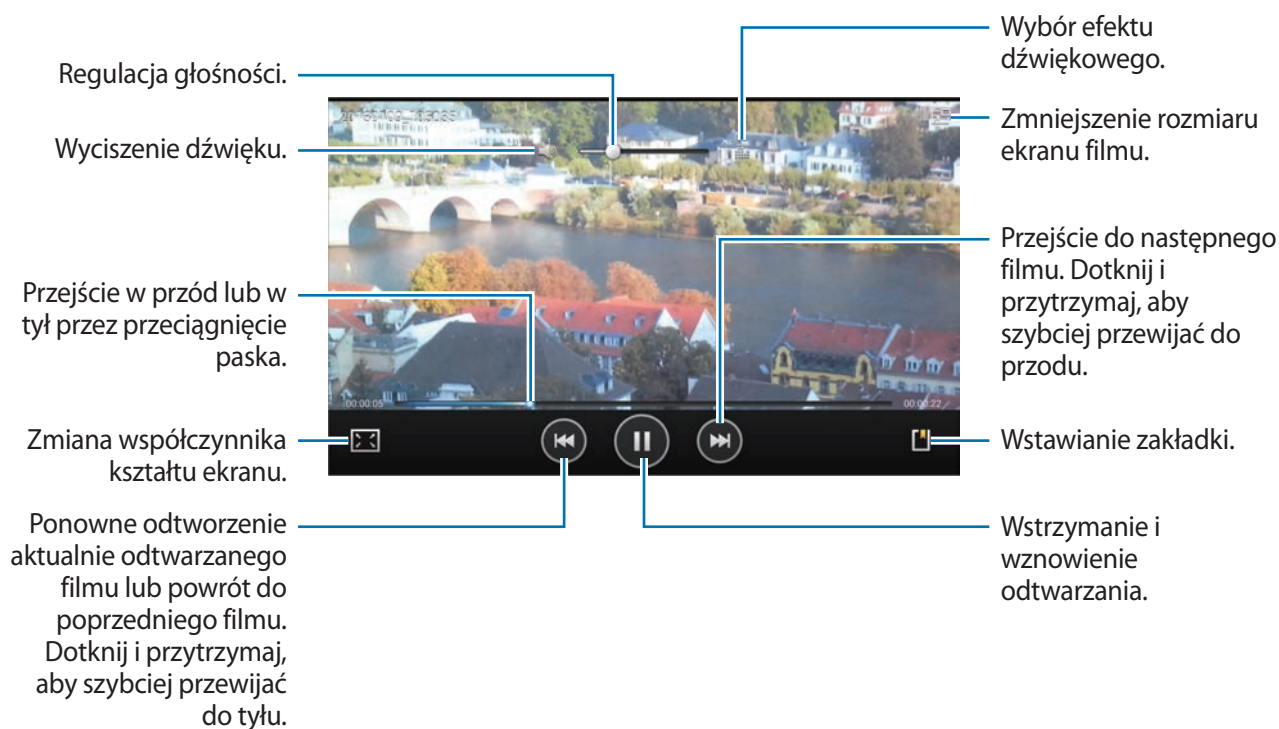 Regulacja głośności.
Wyciszenie dźwięku.
Przejście w przód lub w
tył przez przeciągnięcie
paska.
Zmiana współczynnika
kształtu ekranu.
Ponowne odtworzenie
aktualnie odtwarzanego
filmu lub powrót do
poprzedniego filmu.
Dotknij i przytrzymaj,
aby szybciej przewijać
do tyłu.
00:00:05
00:00:22
Wybór efektu
dźwiękowego.
Zmniejszenie rozmiaru
ekranu filmu.
Przejście do następnego
filmu. Dotknij i
przytrzymaj, aby
szybciej przewijać do
przodu.
Wstawianie zakładki.
Wstrzymanie i
wznowienie
odtwarzania.